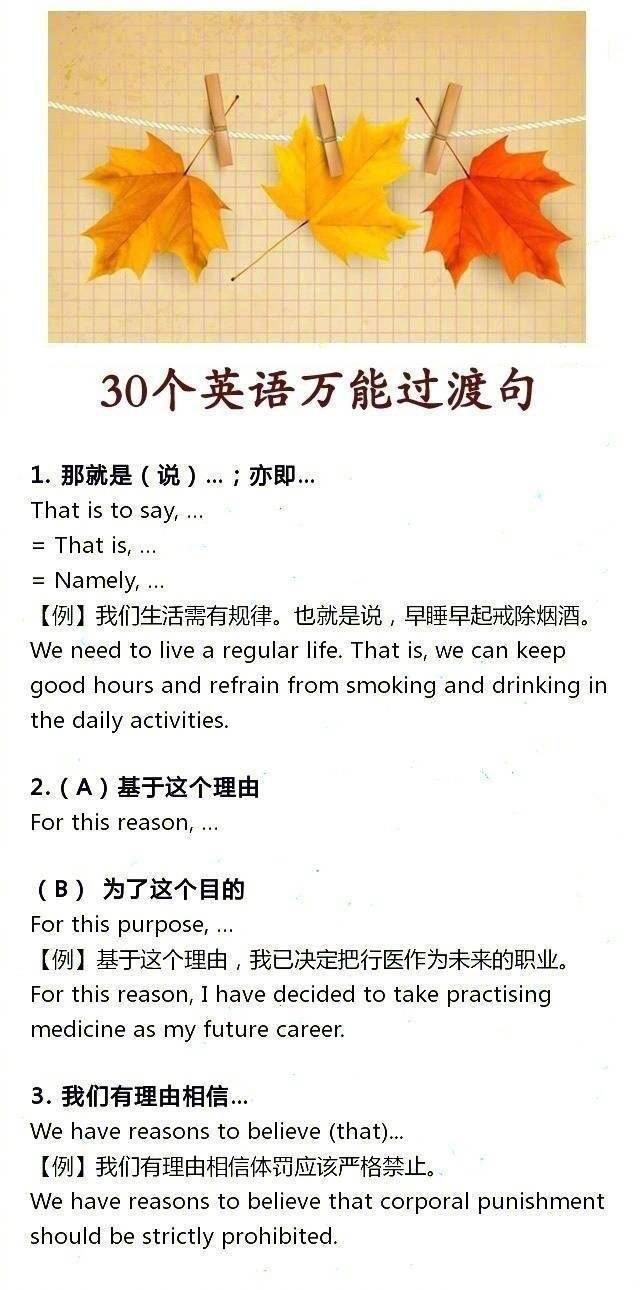 30个英语万能过渡句
1. 那就是（说）...；亦即...
That is to say, ...
= That is, ...
= Namely, ...
【例】我们生活需有规律。也就是说，早睡早起戒除烟酒。
We need to live a regular life. That is, we can keep
good hours and refrain from smoking and drinking in
the daily activities.
2.（A）基于这个理由
For this reason, ...
（B） 为了这个目的
For this purpose, ...
【例】基于这个理由，我已决定把行医作为未来的职业。
For this reason, I have decided to take practising
medicine as my future career.
3. 我们有理由相信...
We have reasons to believe (that)...
【例】我们有理由相信体罚应该严格禁止。
We have reasons to believe that corporal punishment
should be strictly prohibited.